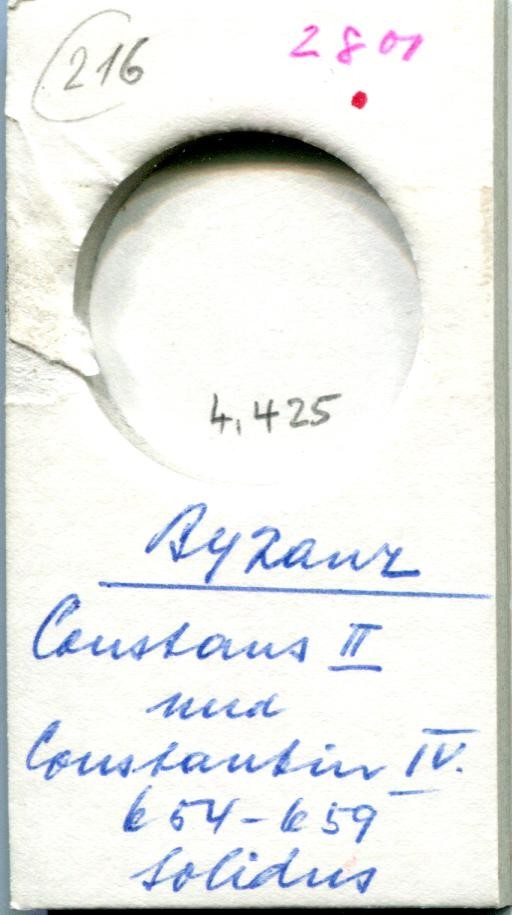 216 2801
4,425
Byzanz
Constans II
und
Constantin IV.
654-659
Solidus